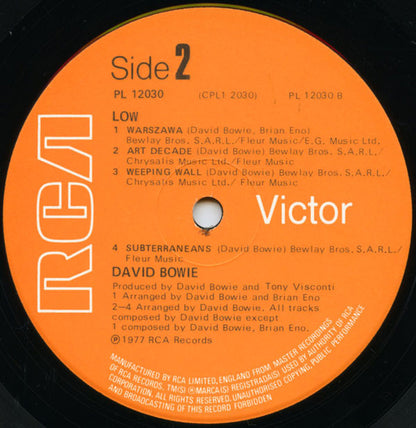 Side 2
PL 12030 (CPL1 2030) PL 12030 B
RCA
LOW
1 WARSZAWA (David Bowie, Brian Eno)
Bewlay Bros. S.A.R.L./Fleur Music/E.G. Music Ltd.
2 ART DECADE (David Bowie) Bewlay Bros. S.A.R.L./
Chrysalis Music Ltd./Fleur Music
3 WEEPING WALL (David Bowie) Bewlay Bros. S.A.R.L./
Chrysalis Music Ltd./ Fleur Music
Victor
4 SUBTERRANEANS (David Bowie) Bewlay Bros. S.A.R.L./
Fleur Music
DAVID BOWIE
Produced by David Bowie and Tony Visconti
1 Arranged by David Bowie and Brian Eno
2–4 Arranged by David Bowie. All tracks
composed by David Bowie except
1 composed by David Bowie, Brian Eno.
℗1977 RCA Records
MANUFACTURED BY RCA LIMITED, ENGLAND FROM MASTER RECORDINGS
OF RCA RECORDS, TM(S) ® MARCA(S) REGISTRADA(S) USED BY AUTHORITY OF RCA
CORPORATION. ALL RIGHTS RESERVED. UNAUTHORISED COPYING, PUBLIC PERFORMANCE
AND BROADCASTING OF THIS RECORD FORBIDDEN